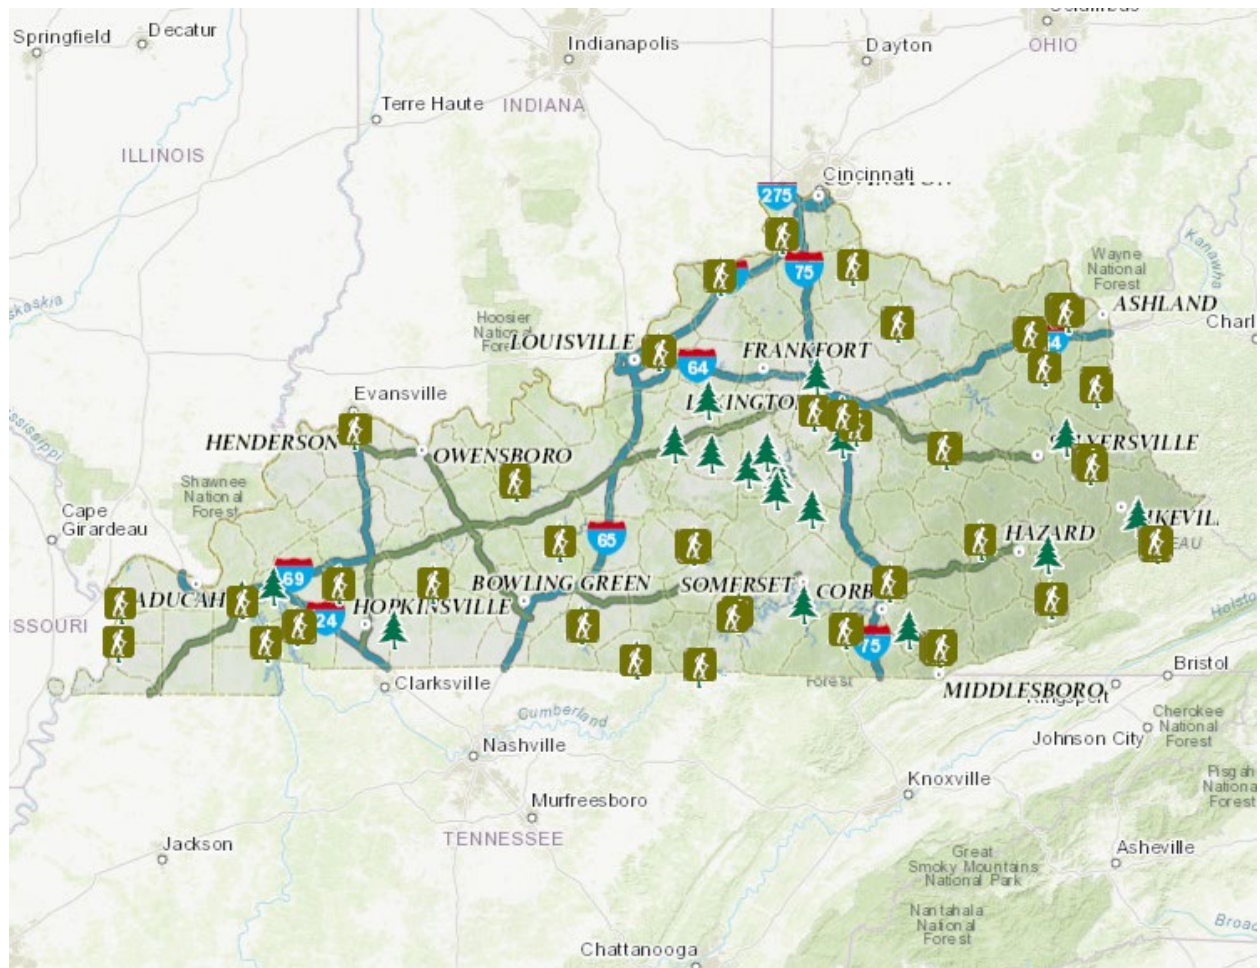 Springfield
Decatur
Indianapolis
Dayton
OHIO
Terre Haute
INDIANA
ILLINOIS
Cincinnati
275
Kanawha
Wayne
National
Forest
75
ASHLAND
Hoosier
National
Forest
LOUISVILLE
FRANKFORT
64
64
Evansville
HENDERSON
OWENSBORO
Shawnee
National
Forest
Cape
Girardeau
HAZARD
65
69
BOWLING GREEN
SOMERSET
HOPKINSVILLE
24
75
Clarksville
Forest
MIDDLESBORO
Bristol
Cumberland
Cherokee
National
Forest
Johnson City
Nashville
Knoxville
Murfreesboro
TENNESSEE
Jackson
Asheville
Great
Smoky Mountains
National Park
Nantahala
National
Forest
Chattanooga